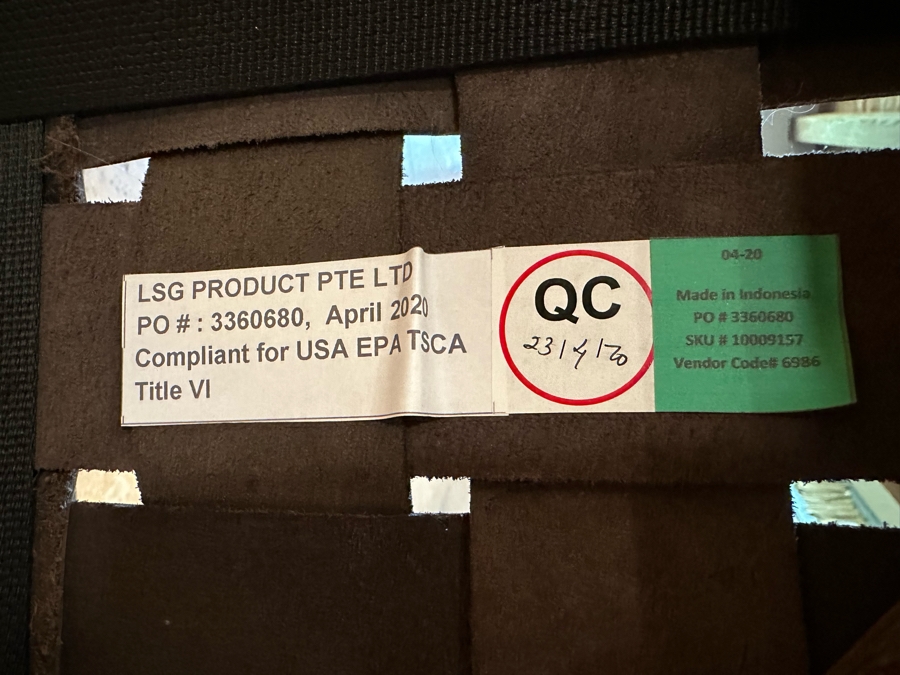 LSG PRODUCT PTE LTD
PO # : 3360680, April 2020
Compliant for USA EPA TSCA
Title VI
QC
23/4/20
04-20
Made in Indonesia
PO # 3360680
SKU # 10009157
Vendor Code# 6986